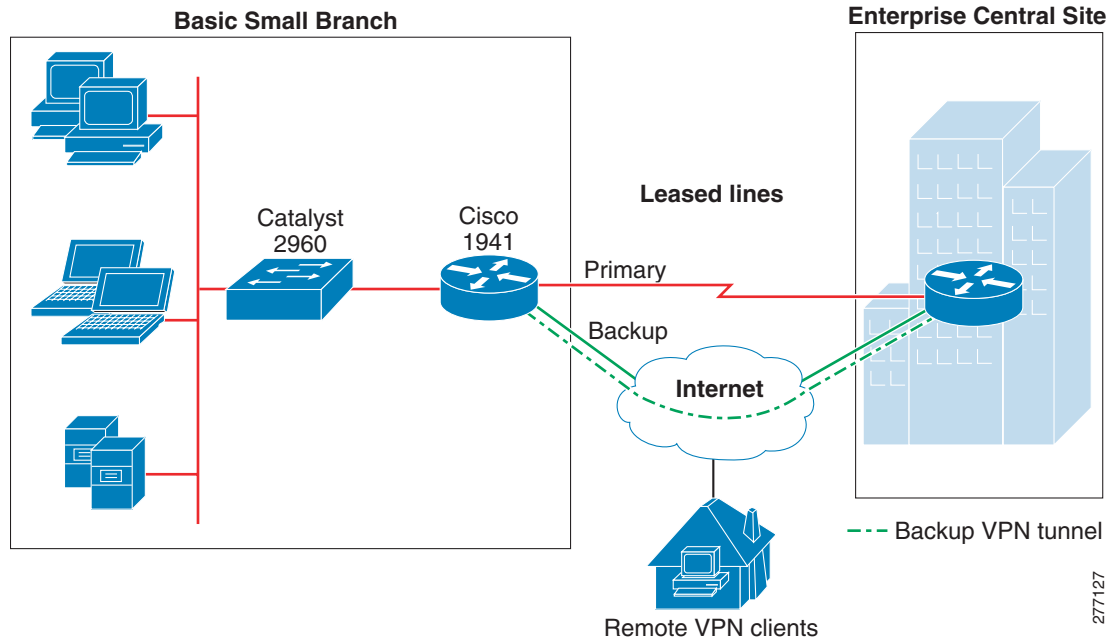 Basic Small Branch
Enterprise Central Site
Catalyst
2960
Cisco
1941
Leased lines
Primary
Backup
Internet
Backup VPN tunnel
Remote VPN clients
277127